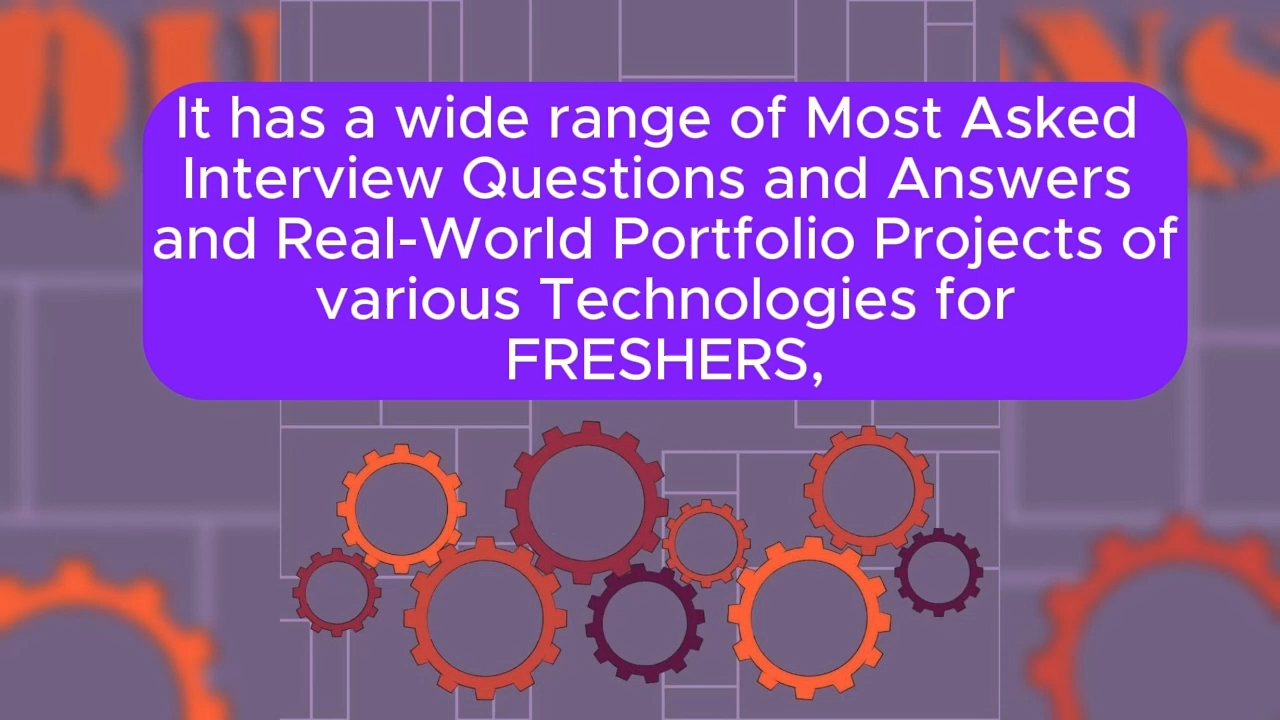 It has a wide range of Most Asked
Interview Questions and Answers
and Real-World Portfolio Projects of
various Technologies for
FRESHERS,